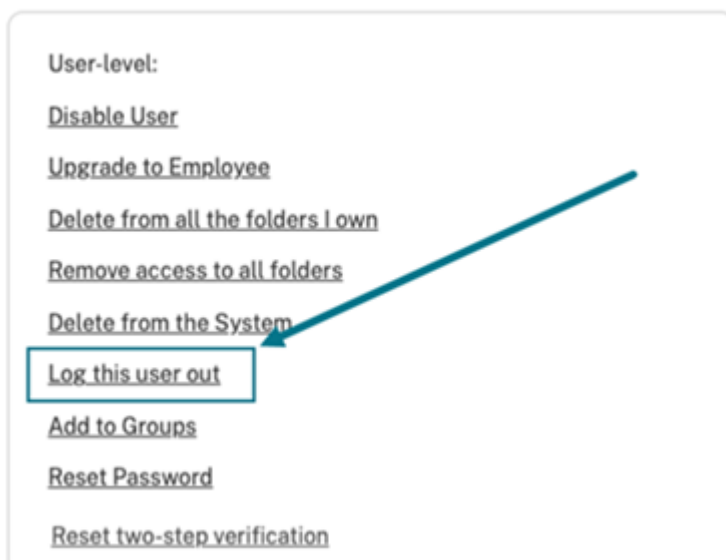 User-level:
Disable User
Upgrade to Employee
Delete from all the folders I own
Remove access to all folders
Delete from the System
Log this user out
Add to Groups
Reset Password
Reset two-step verification